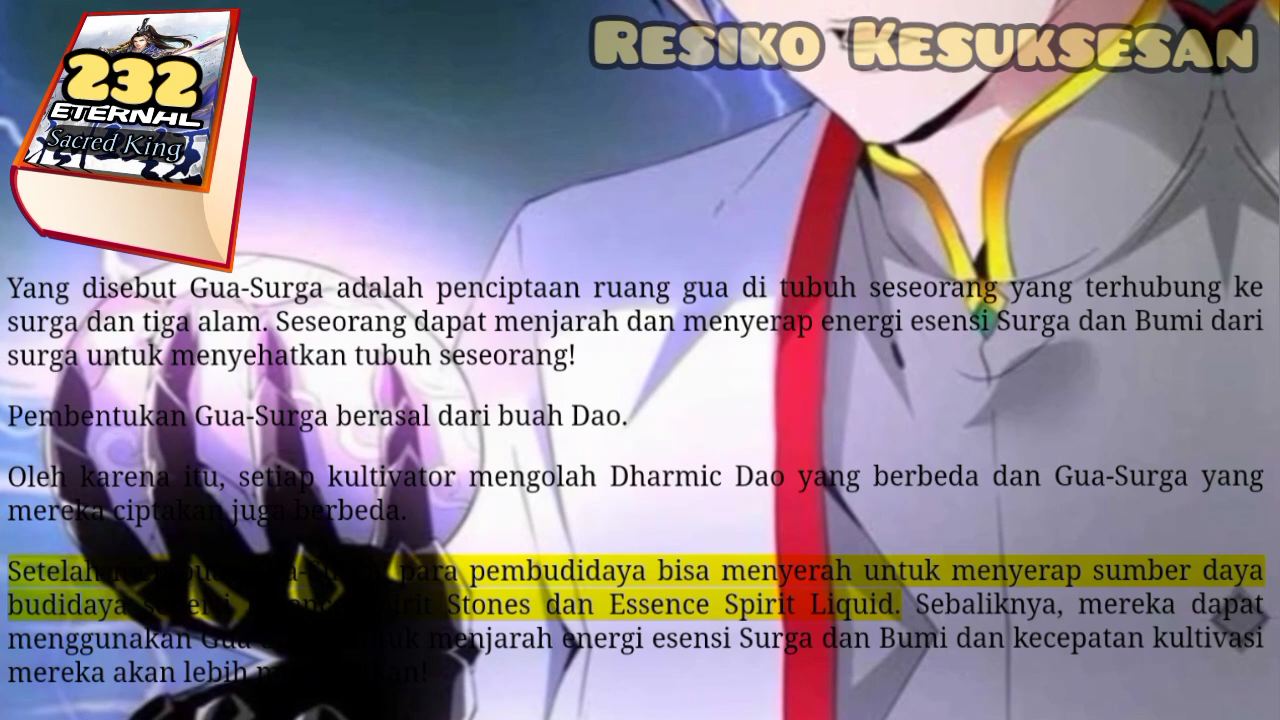 232
ETERNAL
Sacred King
Resiko Kesuksesan
Yang disebut Gua-Surga adalah penciptaan ruang gua di tubuh seseorang yang terhubung ke
surga dan tiga alam. Seseorang dapat menjarah dan menyerap energi esensi Surga dan Bumi dari
surga untuk menyehatkan tubuh seseorang!
Pembentukan Gua-Surga berasal dari buah Dao.
Oleh karena itu, setiap kultivator mengolah Dharmic Dao yang berbeda dan Gua-Surga yang
mereka ciptakan juga berbeda.
Setelah para pembudidaya bisa menyerah untuk menyerap sumber daya
budidaya Spirit Stones dan Essence Spirit Liquid. Sebaliknya, mereka dapat
menggunakan untuk menjarah energi esensi Surga dan Bumi dan kecepatan kultivasi
mereka akan lebih